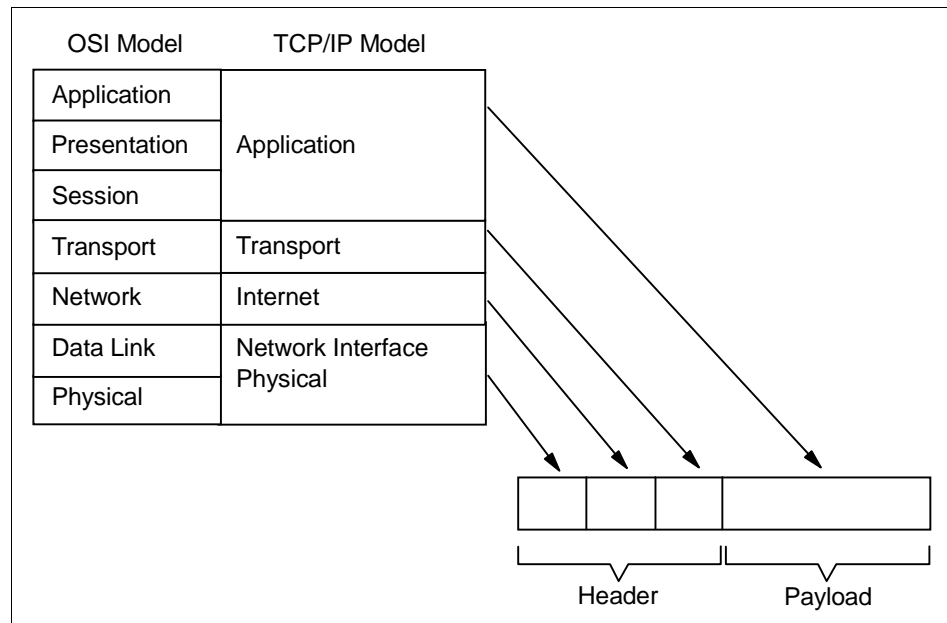 OSI Model TCP/IP Model
Application
Presentation Application
Session
Transport Transport
Network Internet
Data Link Network Interface
Physical Physical
Header Payload